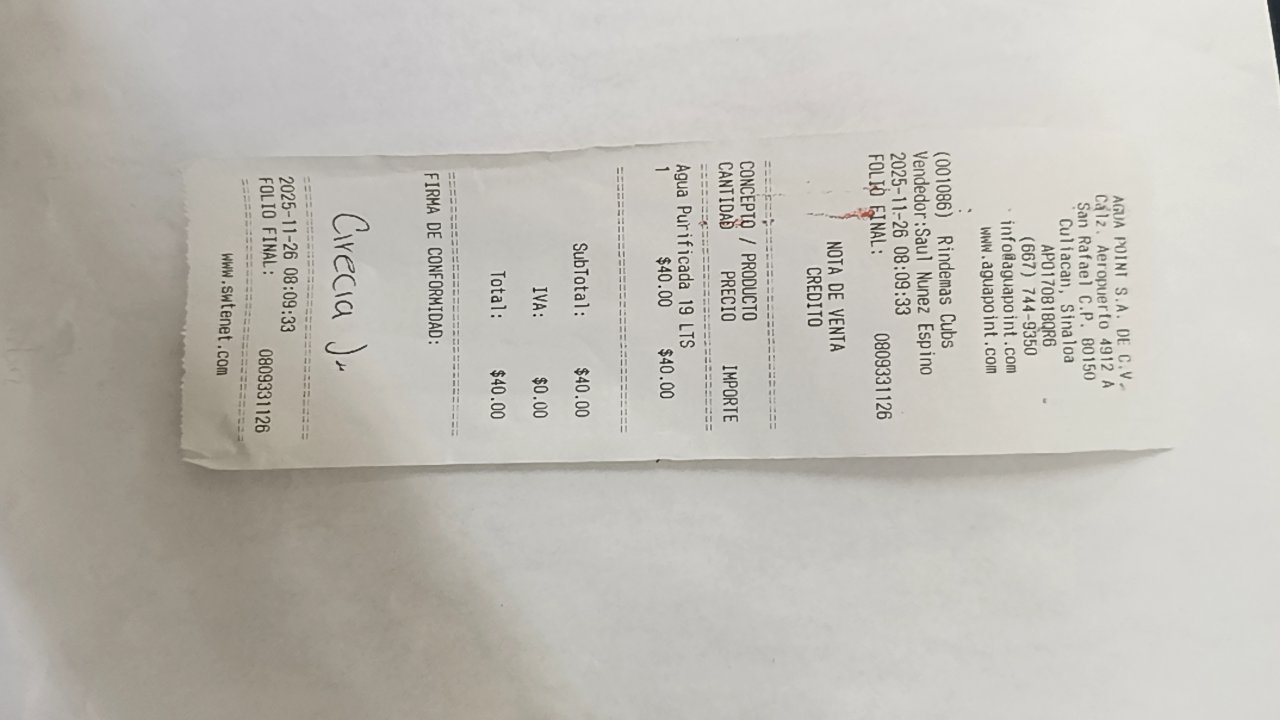 AGUA POINT S.A. DE C.V.
Calz. Aeropuerto 4912 A
San Rafael C.P. 80150
Culiacan, Sinaloa
APO170818QR6
(667) 744-9350
info@aguapoint.com
www.aguapoint.com
(001086) Rindemas Cubs
Vendedor:Saul Nunez Espino
2025-11-26 08:09:33
FOLIO FINAL: 0809331126
NOTA DE VENTA
CREDITO
CONCEPTO / PRODUCTO
CANTIDAD PRECIO IMPORTE
Agua Purificada 19 LTS
1 $40.00 $40.00
SubTotal: $40.00
IVA: $0.00
Total: $40.00
FIRMA DE CONFORMIDAD:
Grecia J.
2025-11-26 08:09:33
FOLIO FINAL: 0809331126
www.swtenet.com